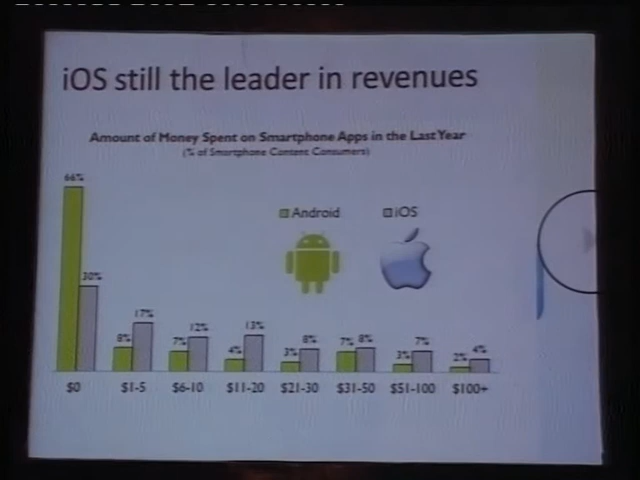 iOS still the leader in revenues
Amount of Money Spent on Smartphone Apps in the Last Year
(% of Smartphone Content Consumers)
Android iOS
66% 30% 8% 17% 7% 12% 4% 13% 3% 8% 7% 8% 3% 7% 2% 4%
$0 $1-5 $6-10 $11-20 $21-30 $31-50 $51-100 $100+